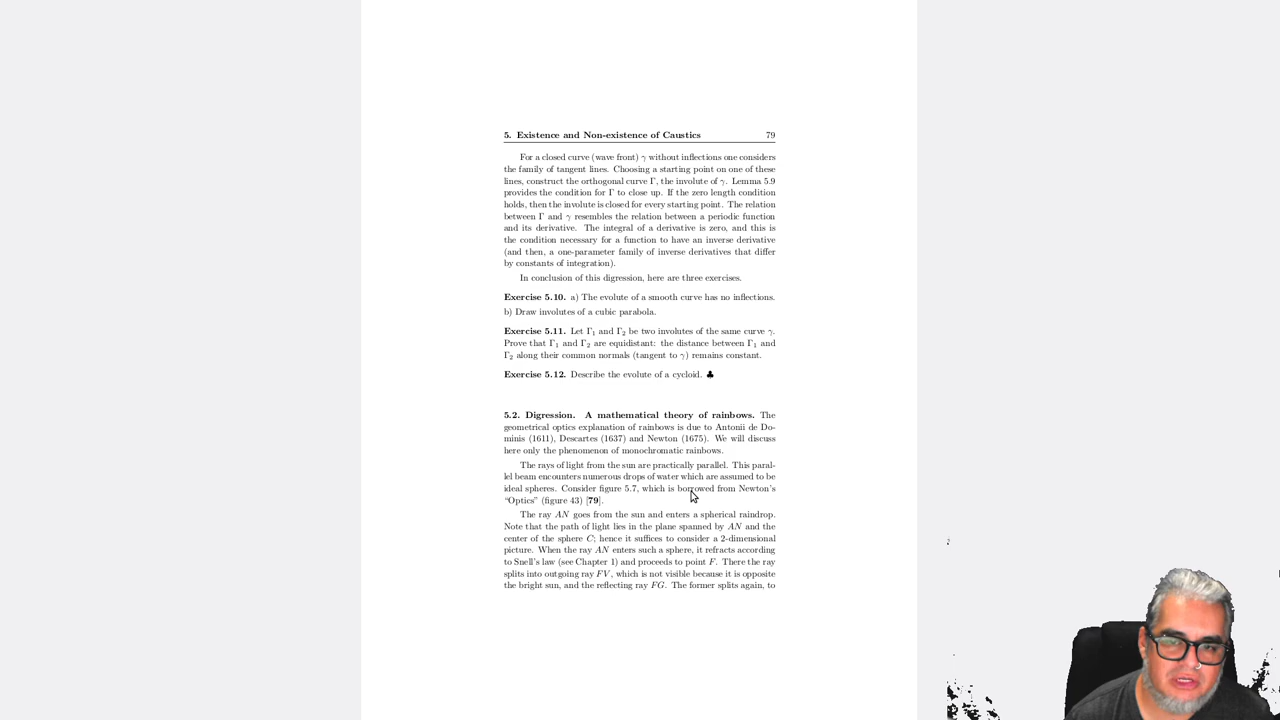 5. Existence and Non-existence of Caustics 79
For a closed curve (wave front) γ without inflections one considers
the family of tangent lines. Choosing a starting point on one of these
lines, construct the orthogonal curve Γ, the involute of γ. Lemma 5.9
provides the condition for Γ to close up. If the zero length condition
holds, then the involute is closed for every starting point. The relation
between Γ and γ resembles the relation between a periodic function
and its derivative. The integral of a derivative is zero, and this is
the condition necessary for a function to have an inverse derivative
(and then, a one-parameter family of inverse derivatives that differ
by constants of integration).
In conclusion of this digression, here are three exercises.
Exercise 5.10. a) The evolute of a smooth curve has no inflections.
b) Draw involutes of a cubic parabola.
Exercise 5.11. Let Γ₁ and Γ₂ be two involutes of the same curve γ.
Prove that Γ₁ and Γ₂ are equidistant: the distance between Γ₁ and
Γ₂ along their common normals (tangent to γ) remains constant.
Exercise 5.12. Describe the evolute of a cycloid. ♣
5.2. Digression. A mathematical theory of rainbows. The
geometrical optics explanation of rainbows is due to Antonii de Do-
minis (1611), Descartes (1637) and Newton (1675). We will discuss
here only the phenomenon of monochromatic rainbows.
The rays of light from the sun are practically parallel. This paral-
lel beam encounters numerous drops of water which are assumed to be
ideal spheres. Consider figure 5.7, which is borrowed from Newton's
"Optics" (figure 43) [79].
The ray AN goes from the sun and enters a spherical raindrop.
Note that the path of light lies in the plane spanned by AN and the
center of the sphere C; hence it suffices to consider a 2-dimensional
picture. When the ray AN enters such a sphere, it refracts according
to Snell's law (see Chapter 1) and proceeds to point F. There the ray
splits into outgoing ray FV, which is not visible because it is opposite
the bright sun, and the reflecting ray FG. The former splits again, to